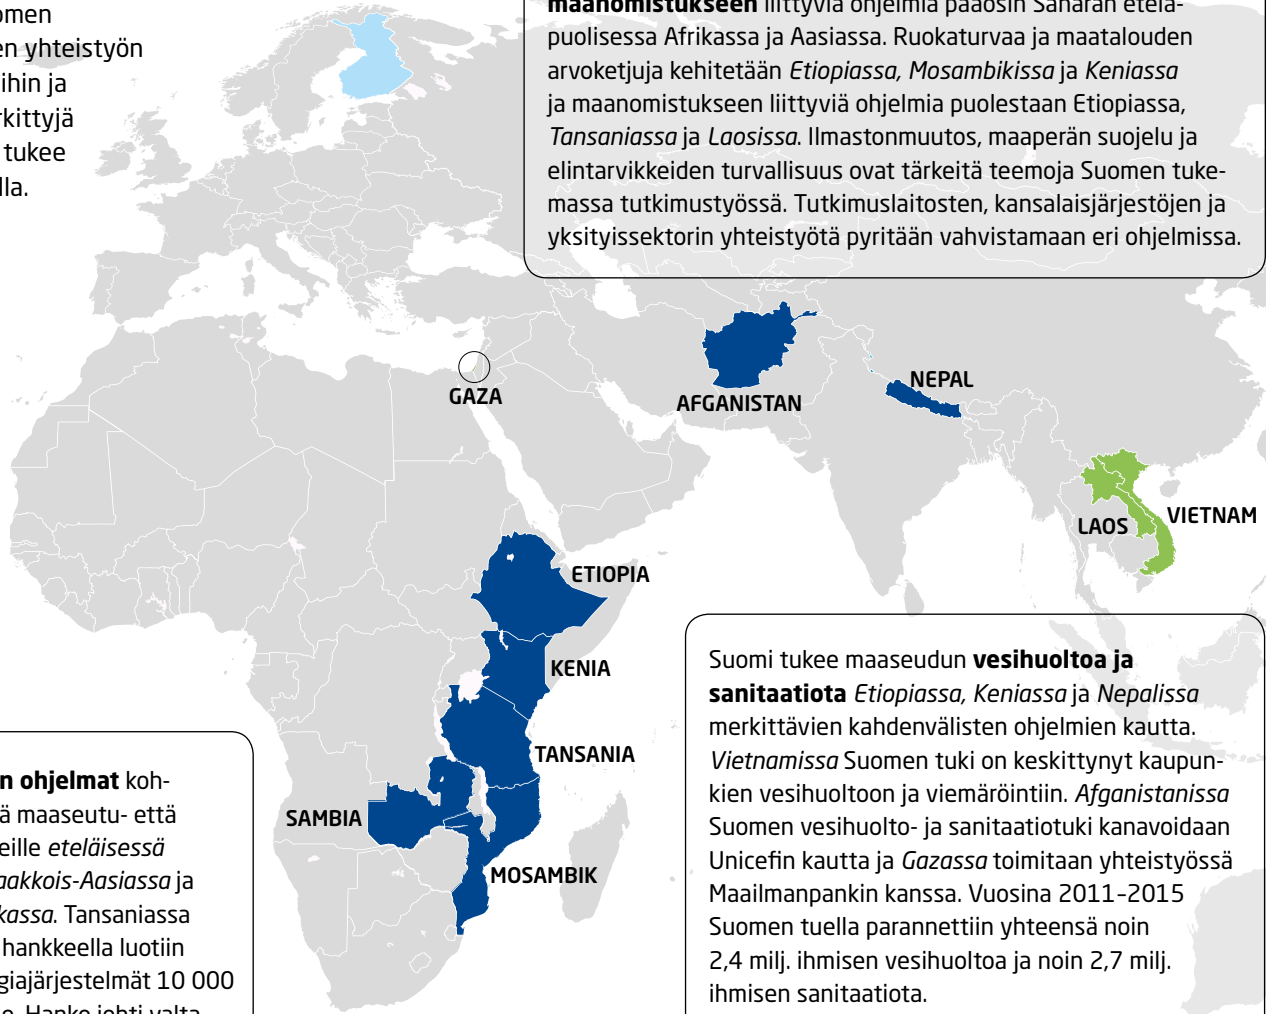 omen
en yhteistyön
ihin ja
rkittyjä
tukee
lla.
maanomistukseen liittyviä ohjelmia pääosin Saharan etelä-
puolisessa Afrikassa ja Aasiassa. Ruokaturvaa ja maatalouden
arvoketjuja kehitetään Etiopiassa, Mosambikissa ja Keniassa
ja maanomistukseen liittyviä ohjelmia puolestaan Etiopiassa,
Tansaniassa ja Laosissa. Ilmastonmuutos, maaperän suojelu ja
elintarvikkeiden turvallisuus ovat tärkeitä teemoja Suomen tuke-
massa tutkimustyössä. Tutkimuslaitosten, kansalaisjärjestöjen ja
yksityissektorin yhteistyötä pyritään vahvistamaan eri ohjelmissa.
GAZA
AFGANISTAN
NEPAL
LAOS
VIETNAM
ETIOPIA
KENIA
TANSANIA
SAMBIA
MOSAMBIK
n ohjelmat koh-
ä maaseutu- että
eille eteläisessä
aakkois-Aasiassa ja
kassa. Tansaniassa
hankkeella luotiin
giajärjestelmät 10 000
o. Hanke johti valta-
Suomi tukee maaseudun vesihuoltoa ja
sanitaatiota Etiopiassa, Keniassa ja Nepalissa
merkittävien kahdenvälisten ohjelmien kautta.
Vietnamissa Suomen tuki on keskittynyt kaupun-
kien vesihuoltoon ja viemäröintiin. Afganistanissa
Suomen vesihuolto- ja sanitaatiotuki kanavoidaan
Unicefin kautta ja Gazassa toimitaan yhteistyössä
Maailmanpankin kanssa. Vuosina 2011–2015
Suomen tuella parannettiin yhteensä noin
2,4 milj. ihmisen vesihuoltoa ja noin 2,7 milj.
ihmisen sanitaatiota.